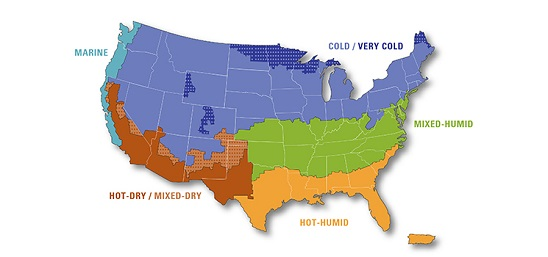 MARINE
COLD / VERY COLD
MIXED-HUMID
HOT-DRY / MIXED-DRY
HOT-HUMID